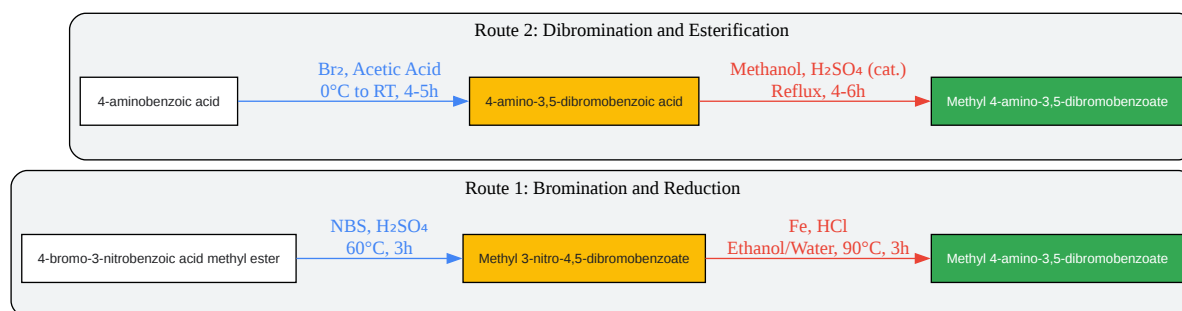 Route 2: Dibromination and Esterification
Br₂, Acetic Acid
0°C to RT, 4-5h
Methanol, H₂SO₄ (cat.)
Reflux, 4-6h
4-aminobenzoic acid
4-amino-3,5-dibromobenzoic acid
Methyl 4-amino-3,5-dibromobenzoate
Route 1: Bromination and Reduction
NBS, H₂SO₄
60°C, 3h
Fe, HCl
Ethanol/Water, 90°C, 3h
4-bromo-3-nitrobenzoic acid methyl ester
Methyl 3-nitro-4,5-dibromobenzoate
Methyl 4-amino-3,5-dibromobenzoate